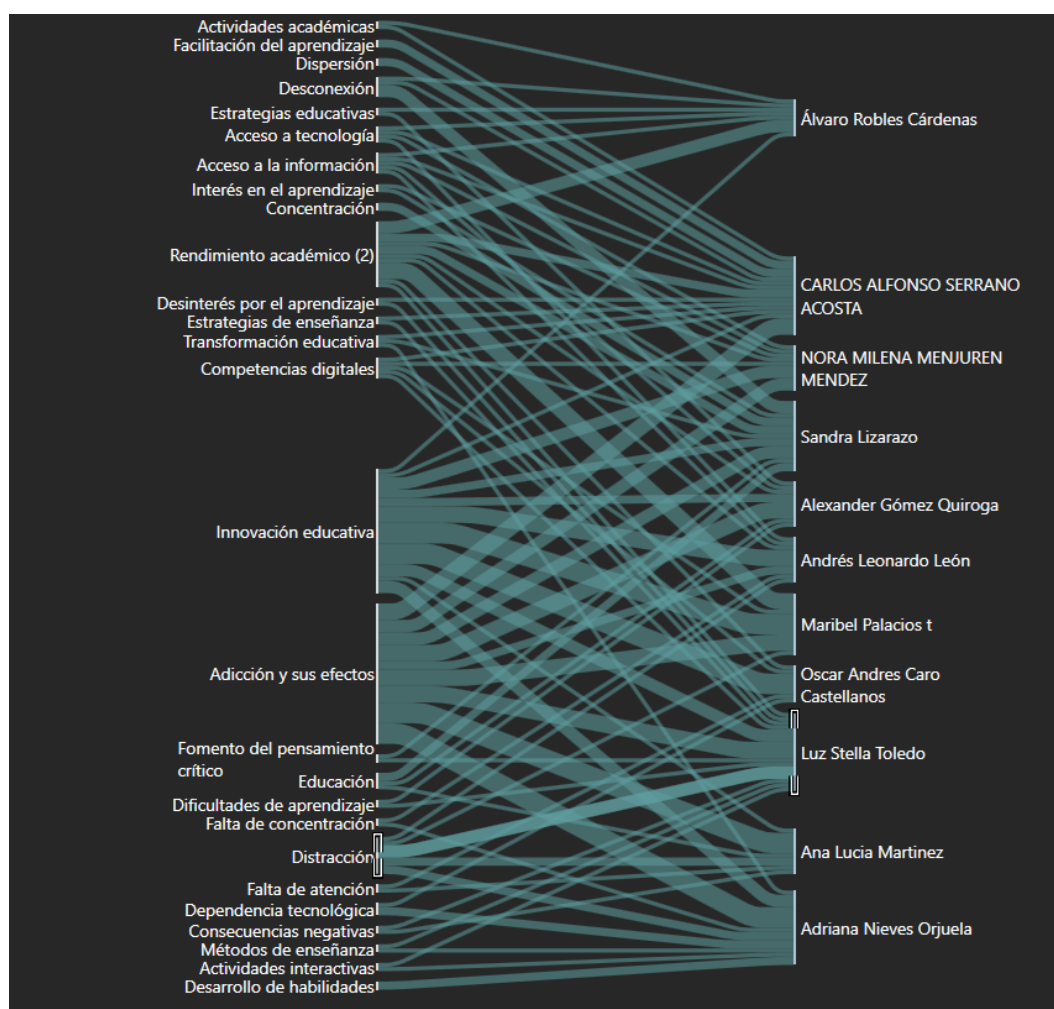 Actividades académicas
Facilitación del aprendizaje
Dispersión
Desconexión
Estrategias educativas
Acceso a tecnología
Acceso a la información
Interés en el aprendizaje
Concentración
Rendimiento académico (2)
Desinterés por el aprendizaje
Estrategias de enseñanza
Transformación educativa
Competencias digitales
Innovación educativa
Adicción y sus efectos
Fomento del pensamiento
crítico
Educación
Dificultades de aprendizaje
Falta de concentración
Distracción
Falta de atención
Dependencia tecnológica
Consecuencias negativas
Métodos de enseñanza
Actividades interactivas
Desarrollo de habilidades
Álvaro Robles Cárdenas
CARLOS ALFONSO SERRANO
ACOSTA
NORA MILENA MENJUREN
MENDEZ
Sandra Lizarazo
Alexander Gómez Quiroga
Andrés Leonardo León
Maribel Palacios t
Oscar Andres Caro
Castellanos
Luz Stella Toledo
Ana Lucia Martinez
Adriana Nieves Orjuela